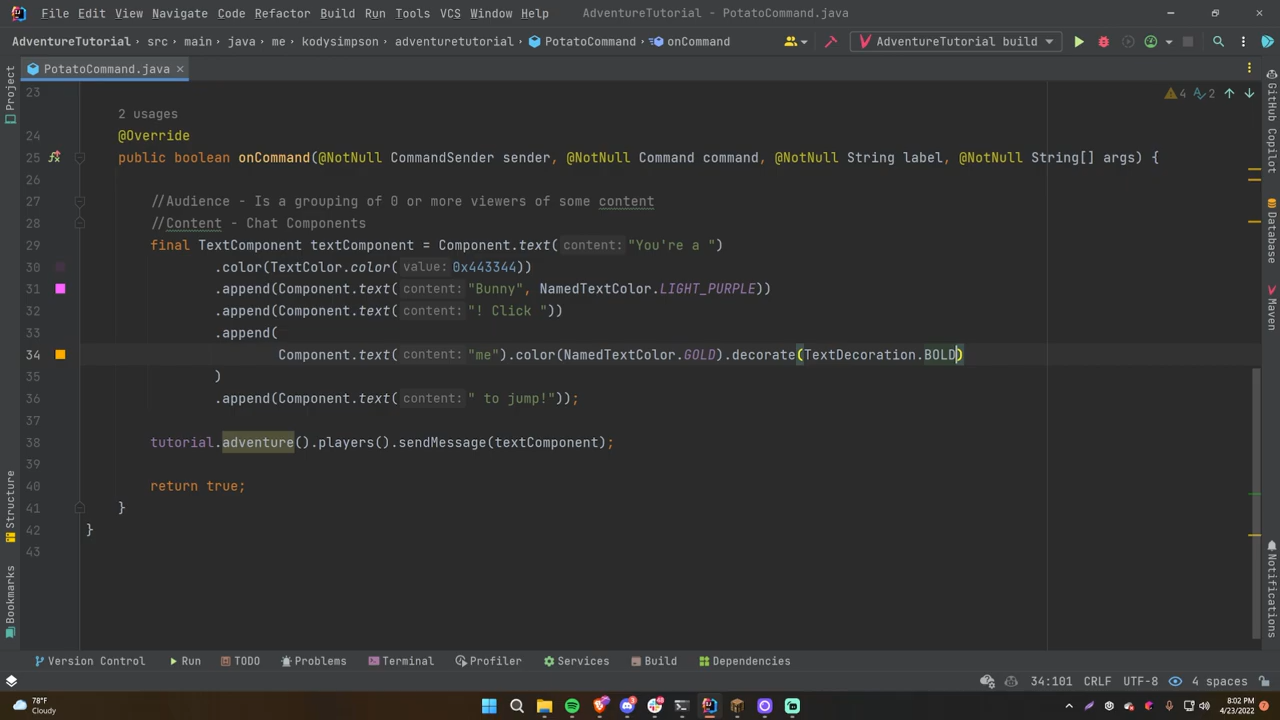 File Edit View Navigate Code Refactor Build Run Tools VCS Window Help AdventureTutorial - PotatoCommand.java
AdventureTutorial src main java me kodysimpson adventuretutorial PotatoCommand onCommand AdventureTutorial build
PotatoCommand.java
Project
GitHub Copilot
Database
Maven
Notifications
Structure
Bookmarks
4 2
23
2 usages
24 @Override
25 public boolean onCommand(@NotNull CommandSender sender, @NotNull Command command, @NotNull String label, @NotNull String[] args) {
26
27 //Audience - Is a grouping of 0 or more viewers of some content
28 //Content - Chat Components
29 final TextComponent textComponent = Component.text( content: "You're a ")
30 .color(TextColor.color( value: 0x443344))
31 .append(Component.text( content: "Bunny", NamedTextColor.LIGHT_PURPLE))
32 .append(Component.text( content: "! Click "))
33 .append(
34 Component.text( content: "me").color(NamedTextColor.GOLD).decorate(TextDecoration.BOLD)
35 )
36 .append(Component.text( content: " to jump!"));
37
38 tutorial.adventure().players().sendMessage(textComponent);
39
40 return true;
41 }
42 }
43
Version Control Run TODO Problems Terminal Profiler Services Build Dependencies
34:101 CRLF UTF-8 4 spaces
78°F
Cloudy
8:02 PM
4/23/2022